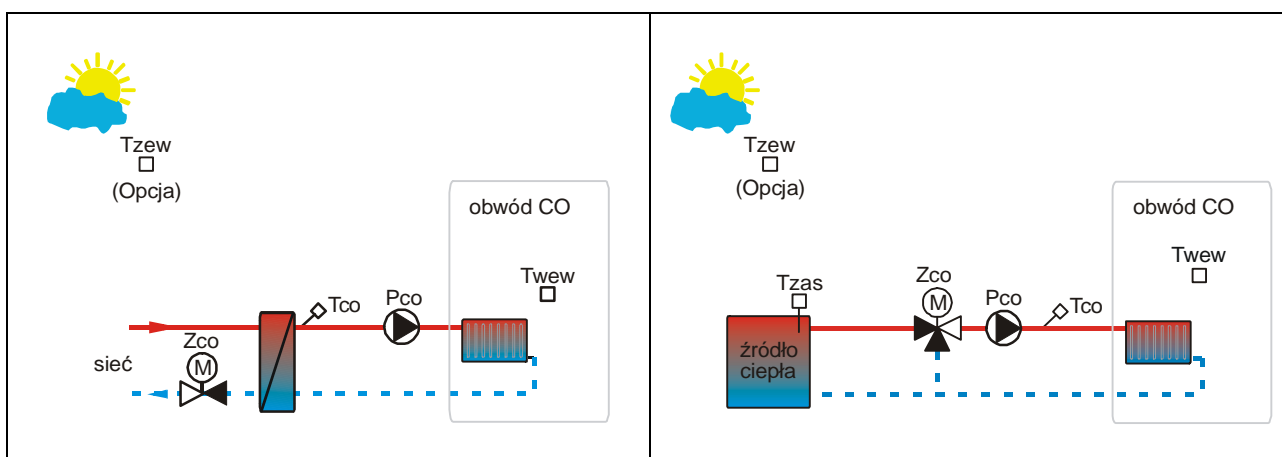 Tzew
(Opcja)
obwód CO
Twew
Tco
Pco
Zco
M
sieć
Tzew
(Opcja)
obwód CO
Twew
Tzas
Zco
M
Pco
Tco
źródło
ciepła